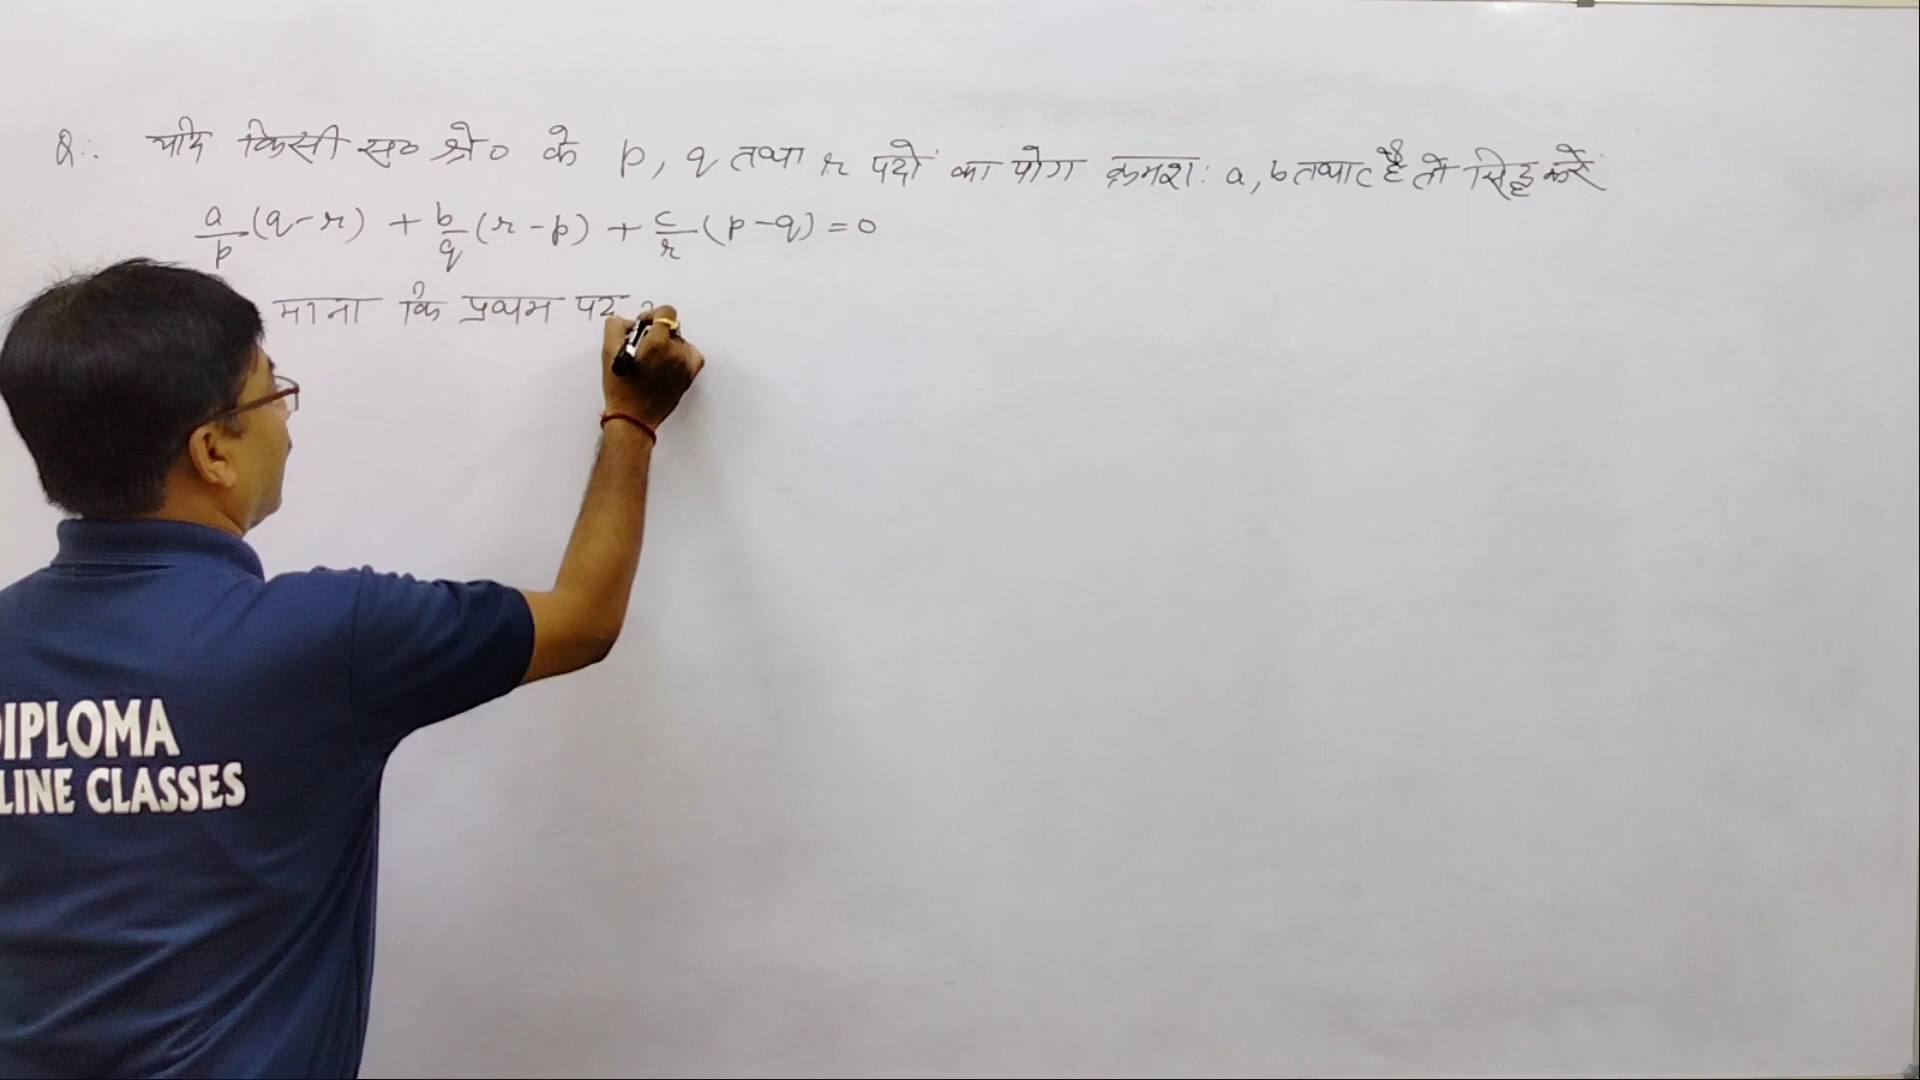 Q:. यदि किसी स० श्रे० के p, q तथा r पदों का योग क्रमशः a, b तथा c है तो सिद्ध करें
a/p (q-r) + b/q (r-p) + c/r (p-q) = 0
माना कि प्रथम पद
DIPLOMA
LINE CLASSES